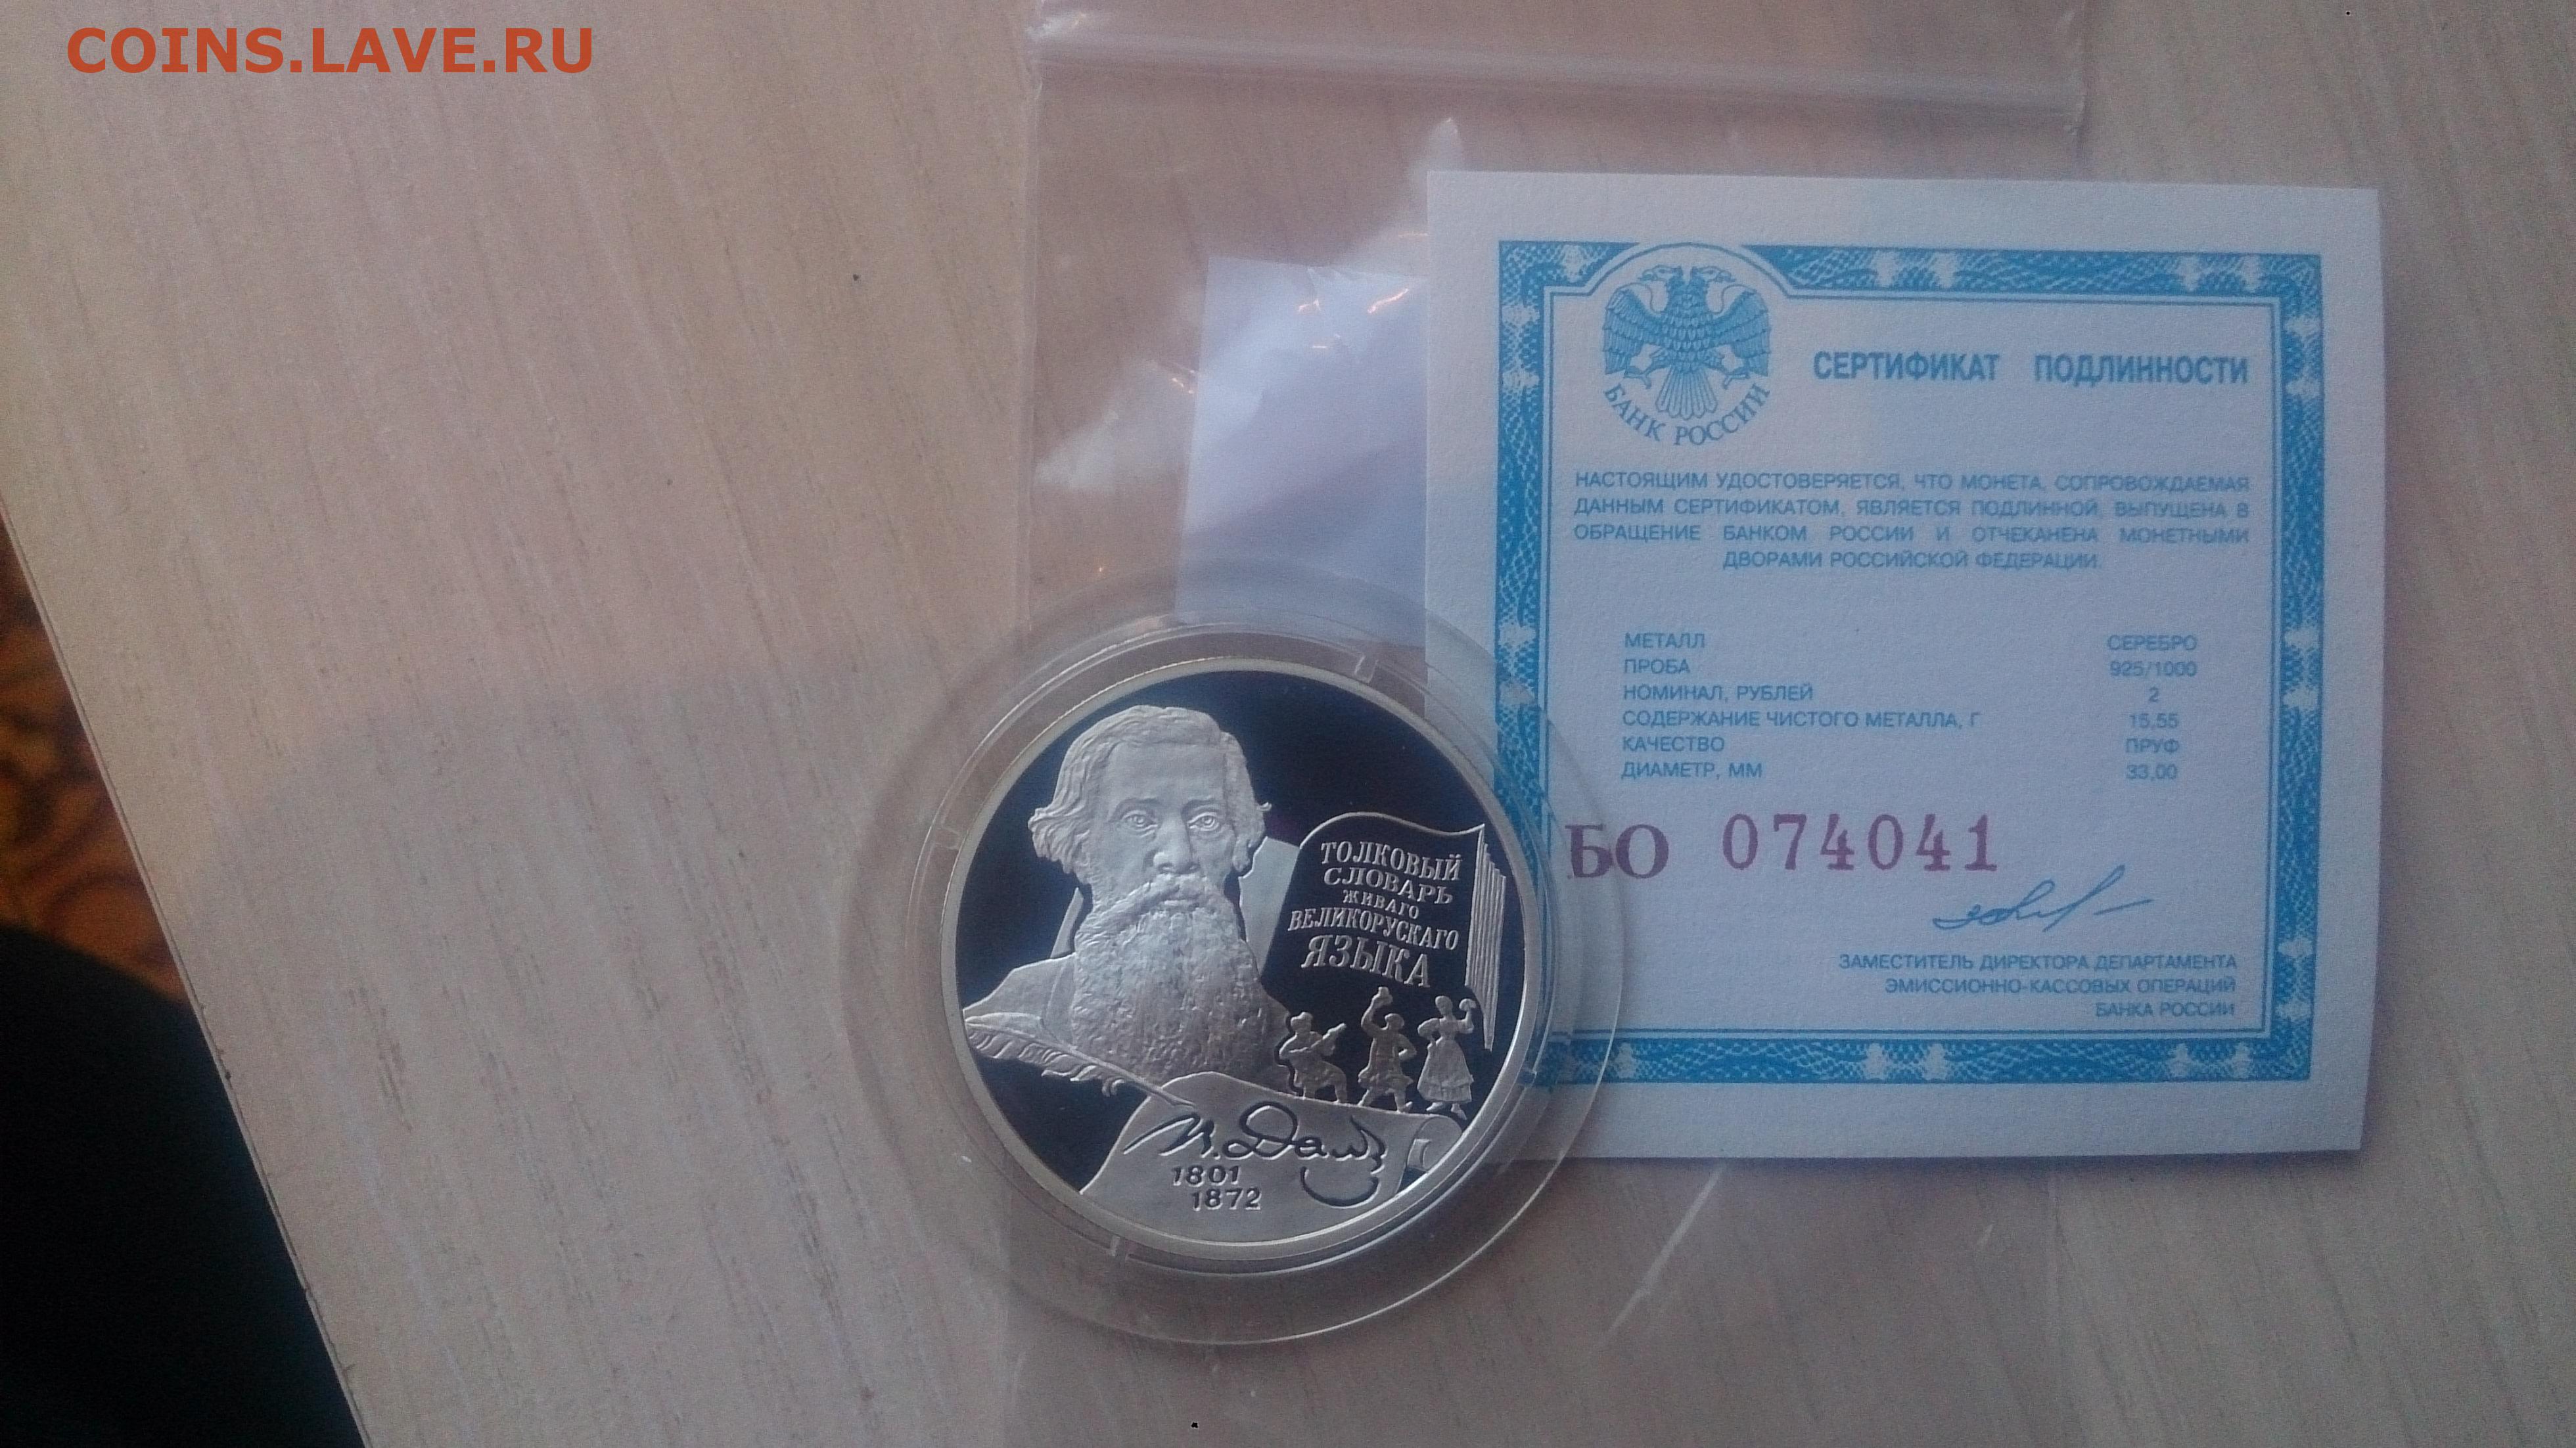 COINS.LAVE.RU
БАНК РОССИИ
СЕРТИФИКАТ ПОДЛИННОСТИ
НАСТОЯЩИМ УДОСТОВЕРЯЕТСЯ, ЧТО МОНЕТА, СОПРОВОЖДАЕМАЯ
ДАННЫМ СЕРТИФИКАТОМ, ЯВЛЯЕТСЯ ПОДЛИННОЙ, ВЫПУЩЕНА В
ОБРАЩЕНИЕ БАНКОМ РОССИИ И ОТЧЕКАНЕНА МОНЕТНЫМИ
ДВОРАМИ РОССИЙСКОЙ ФЕДЕРАЦИИ.
МЕТАЛЛ СЕРЕБРО
ПРОБА 925/1000
НОМИНАЛ, РУБЛЕЙ 2
СОДЕРЖАНИЕ ЧИСТОГО МЕТАЛЛА, Г 15,55
КАЧЕСТВО ПРУФ
ДИАМЕТР, ММ 33,00
БО 074041
ЗАМЕСТИТЕЛЬ ДИРЕКТОРА ДЕПАРТАМЕНТА
ЭМИССИОННО-КАССОВЫХ ОПЕРАЦИЙ
БАНКА РОССИИ
ТОЛКОВЫЙ
СЛОВАРЬ
ЖИВАГО
ВЕЛИКОРУСКАГО
ЯЗЫКА
В. Даль
1801
1872